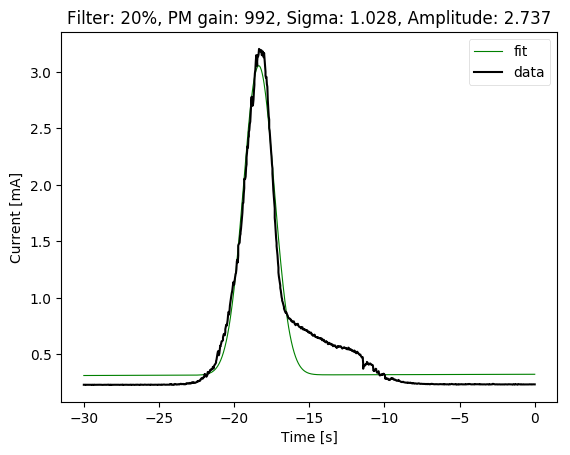 Filter: 20%, PM gain: 992, Sigma: 1.028, Amplitude: 2.737
fit
data
3.0
2.5
2.0
1.5
1.0
0.5
Current [mA]
−30
−25
−20
−15
−10
−5
0
Time [s]